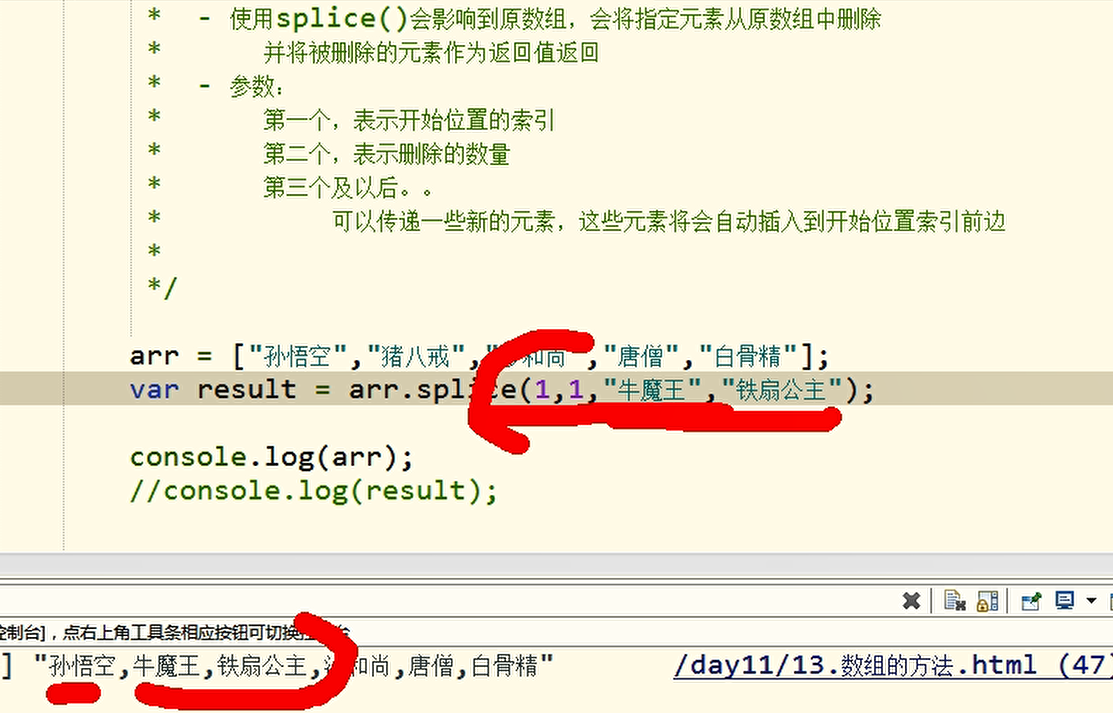 * - 使用splice()会影响到原数组，会将指定元素从原数组中删除
* 并将被删除的元素作为返回值返回
* - 参数：
* 第一个，表示开始位置的索引
* 第二个，表示删除的数量
* 第三个及以后。。
* 可以传递一些新的元素，这些元素将会自动插入到开始位置索引前边
*
*/
arr = ["孙悟空","猪八戒","和尚","唐僧","白骨精"];
var result = arr.splice(1,1,"牛魔王","铁扇公主");
console.log(arr);
//console.log(result);
控制台]，点右上角工具条相应按钮可切换台
] "孙悟空,牛魔王,铁扇公主,和尚,唐僧,白骨精" /day11/13.数组的方法.html (47)